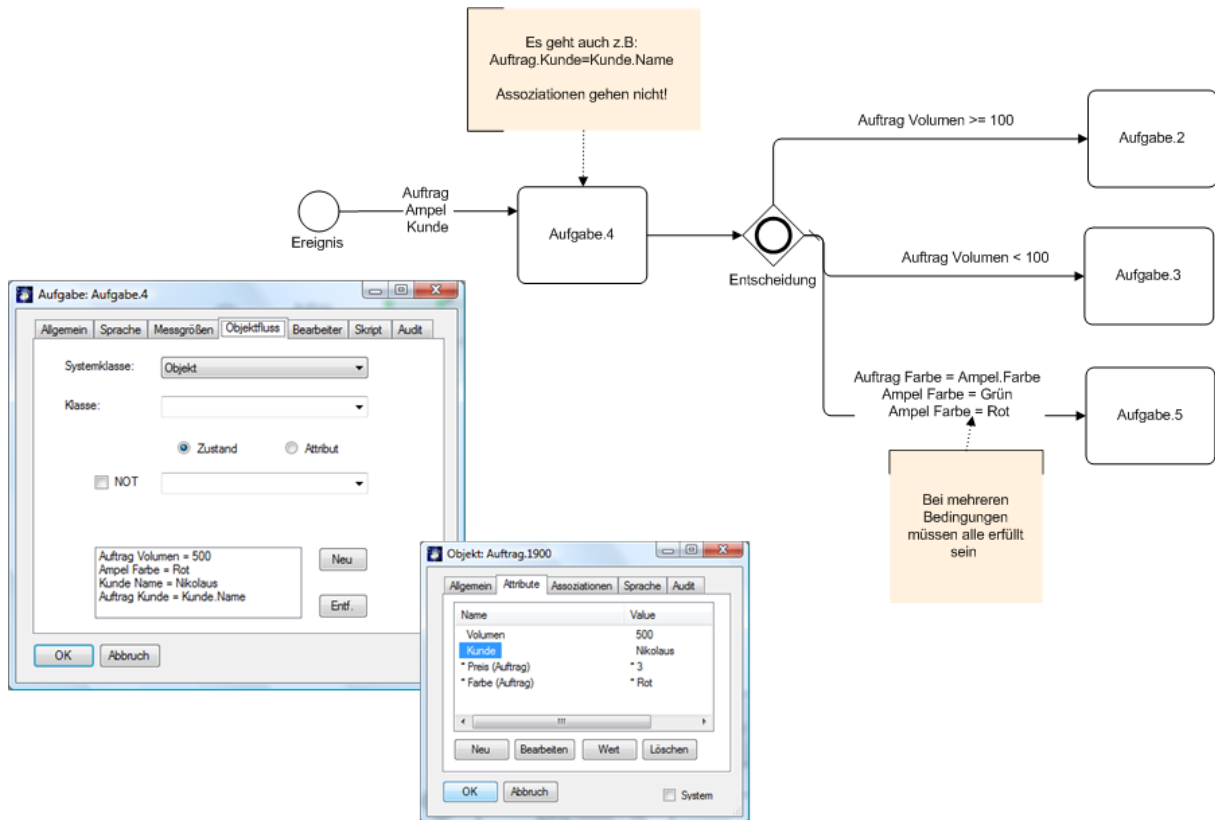 Es geht auch z.B:
Auftrag.Kunde=Kunde.Name
Assoziationen gehen nicht!
Auftrag Volumen >= 100
Aufgabe.2
Auftrag
Ampel
Kunde
Ereignis
Aufgabe.4
Entscheidung
Auftrag Volumen < 100
Aufgabe.3
Auftrag Farbe = Ampel.Farbe
Ampel Farbe = Grün
Ampel Farbe = Rot
Aufgabe.5
Bei mehreren
Bedingungen
müssen alle erfüllt
sein
Aufgabe: Aufgabe.4
Allgemein Sprache Messgrößen Objektfluss Bearbeiter Skript Audit
Systemklasse: Objekt
Klasse:
Zustand Attribut
NOT
Auftrag Volumen = 500
Ampel Farbe = Rot
Kunde Name = Nikolaus
Auftrag Kunde = Kunde.Name
Neu
Entf.
OK Abbruch
Objekt: Auftrag.1900
Allgemein Attribute Assoziationen Sprache Audit
Name Value
Volumen 500
Kunde Nikolaus
* Preis (Auftrag) * 3
* Farbe (Auftrag) * Rot
Neu Bearbeiten Wert Löschen
OK Abbruch System